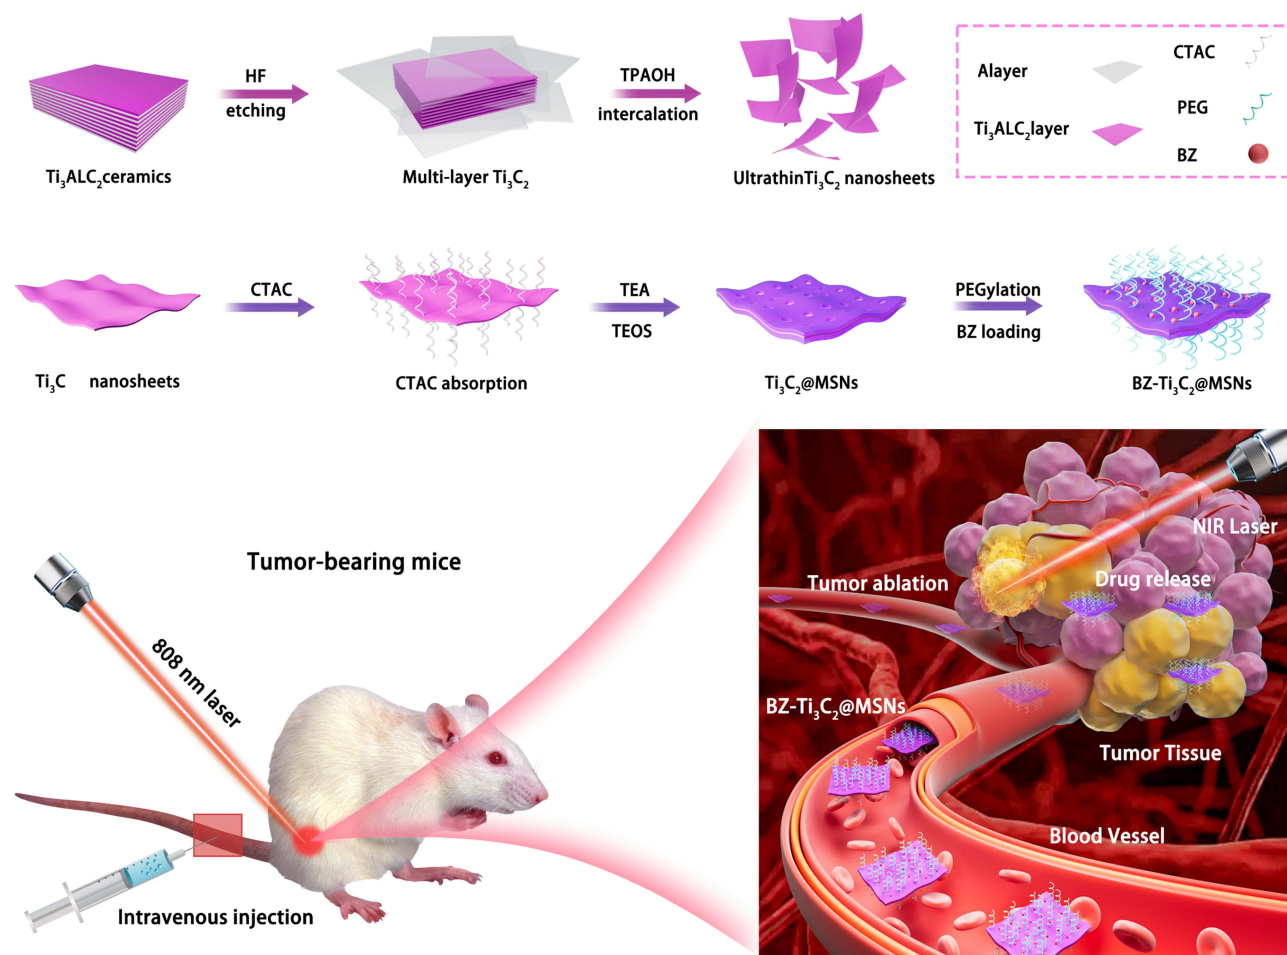 HF
etching
TPAOH
intercalation
Ti₃ALC₂ceramics
Multi-layer Ti₃C₂
UltrathinTi₃C₂ nanosheets
Alayer
CTAC
Ti₃ALC₂layer
PEG
BZ
CTAC
TEA
TEOS
PEGylation
BZ loading
Ti₃C nanosheets
CTAC absorption
Ti₃C₂@MSNs
BZ-Ti₃C₂@MSNs
Tumor-bearing mice
808 nm laser
Intravenous injection
NIR Laser
Tumor ablation
Drug release
BZ-Ti₃C₂@MSNs
Tumor Tissue
Blood Vessel